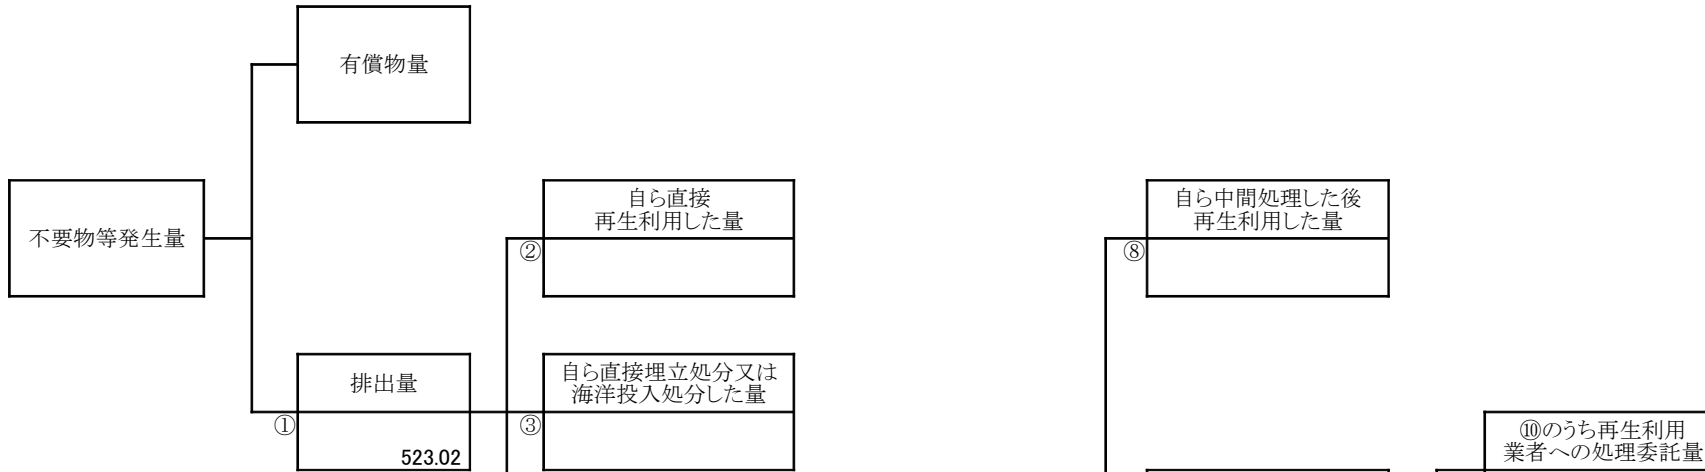 有償物量
不要物等発生量
自ら直接
再生利用した量
②
自ら中間処理した後
再生利用した量
⑧
排出量
①
523.02
自ら直接埋立処分又は
海洋投入処分した量
③
⑩のうち再生利用
業者への処理委託量